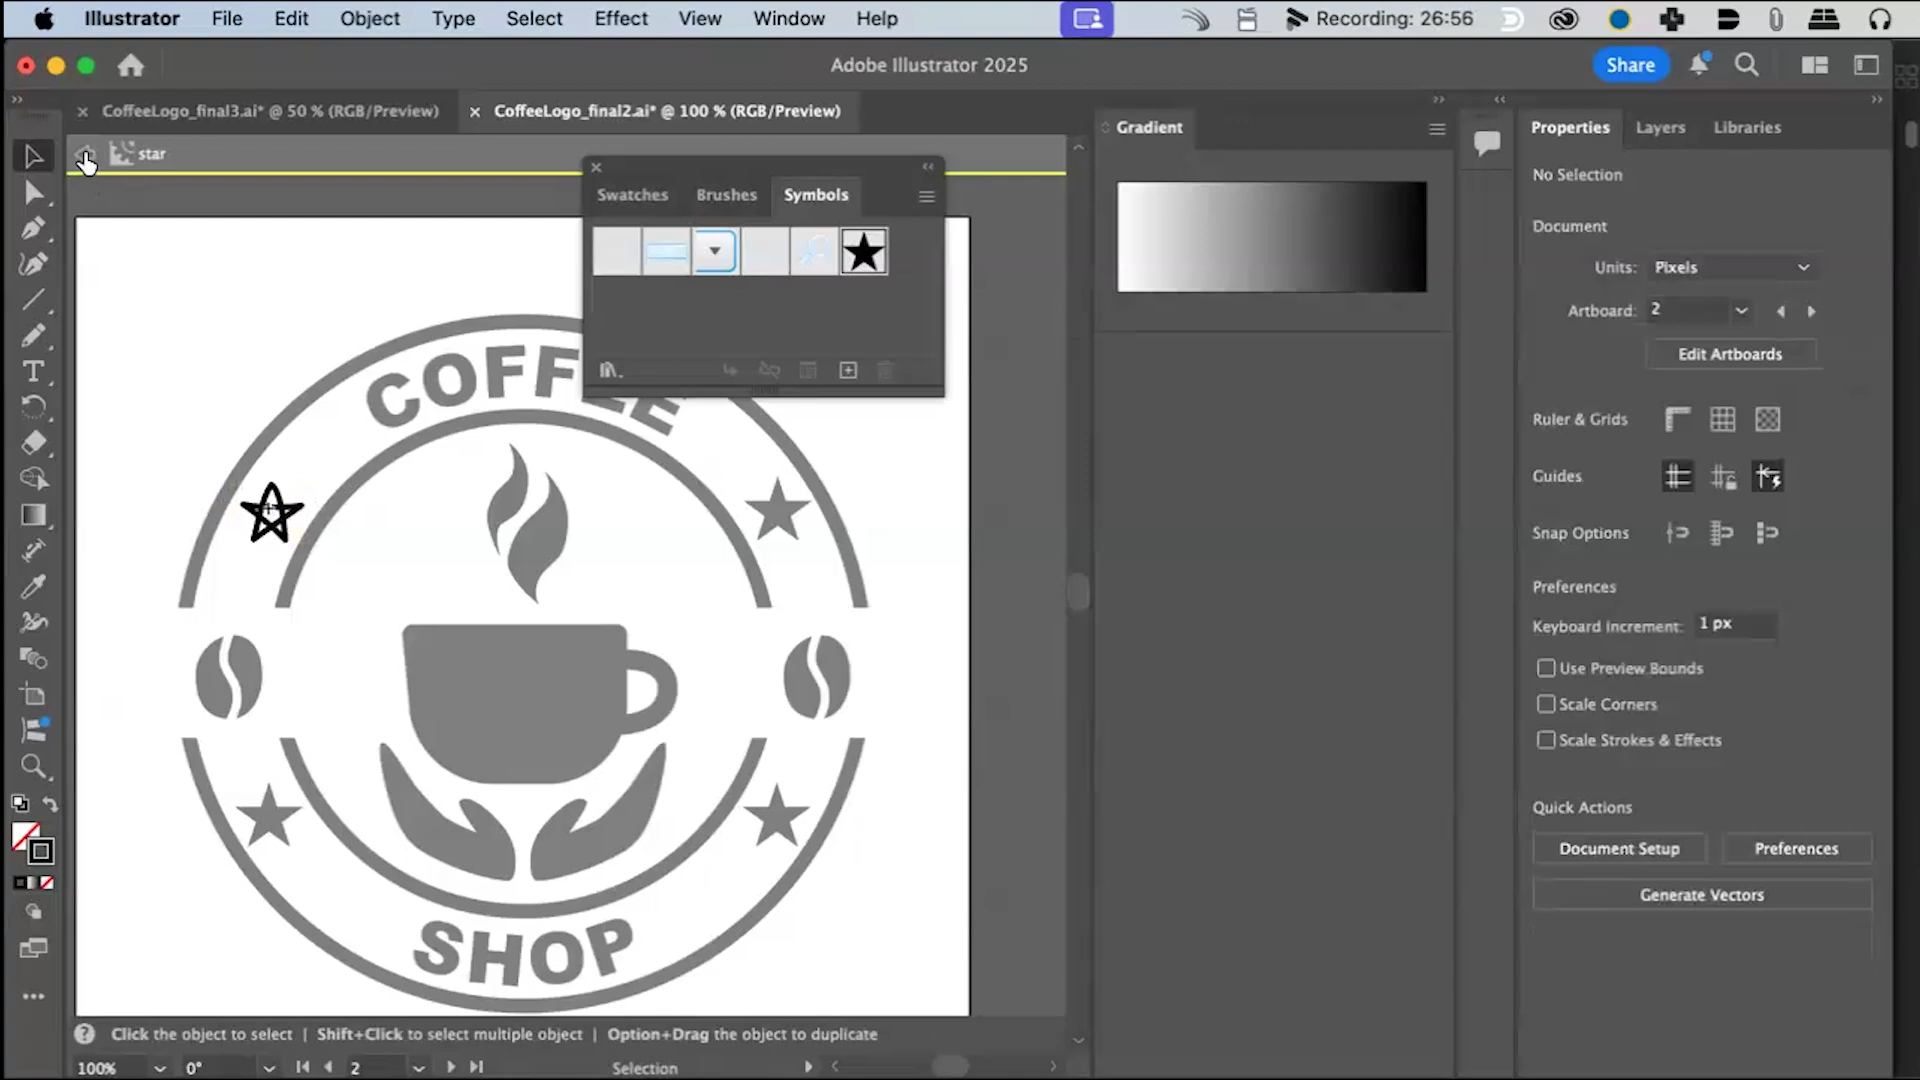 Illustrator File Edit Object Type Select Effect View Window Help Recording: 26:56
Adobe Illustrator 2025 Share
CoffeeLogo_final3.ai* @ 50 % (RGB/Preview) CoffeeLogo_final2.ai* @ 100 % (RGB/Preview)
star
Swatches Brushes Symbols
COFFEE
SHOP
Click the object to select | Shift+Click to select multiple object | Option+Drag the object to duplicate
100% 0° 2 Selection
Gradient
Properties Layers Libraries
No Selection
Document
Units: Pixels
Artboard: 2
Edit Artboards
Ruler & Grids
Guides
Snap Options
Preferences
Keyboard Increment: 1 px
Use Preview Bounds
Scale Corners
Scale Strokes & Effects
Quick Actions
Document Setup Preferences
Generate Vectors